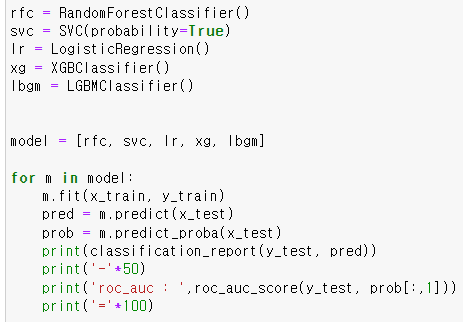 rfc = RandomForestClassifier()
svc = SVC(probability=True)
lr = LogisticRegression()
xg = XGBClassifier()
lbgm = LGBMClassifier()
model = [rfc, svc, lr, xg, lbgm]
for m in model:
    m.fit(x_train, y_train)
    pred = m.predict(x_test)
    prob = m.predict_proba(x_test)
    print(classification_report(y_test, pred))
    print('-'*50)
    print('roc_auc : ',roc_auc_score(y_test, prob[:,1]))
    print('='*100)